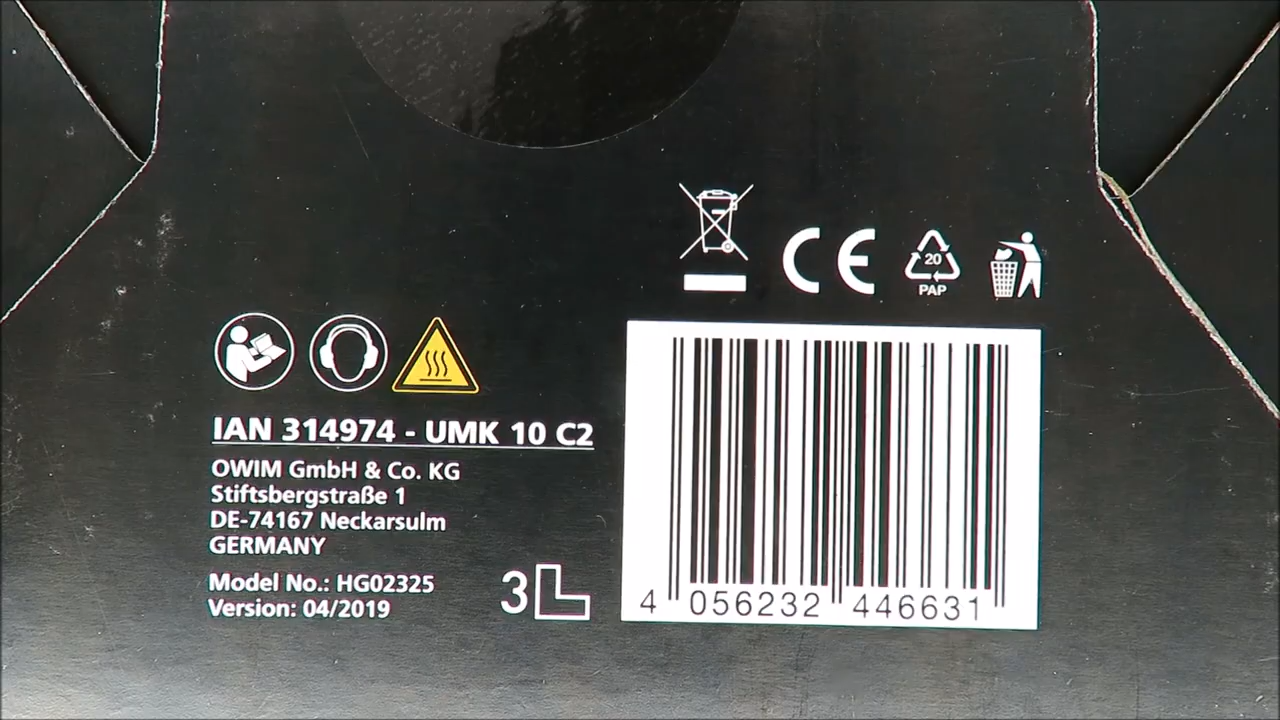 CE
20
PAP
IAN 314974 - UMK 10 C2
OWIM GmbH & Co. KG
Stiftsbergstraße 1
DE-74167 Neckarsulm
GERMANY
Model No.: HG02325
Version: 04/2019
3L
4 056232 446631